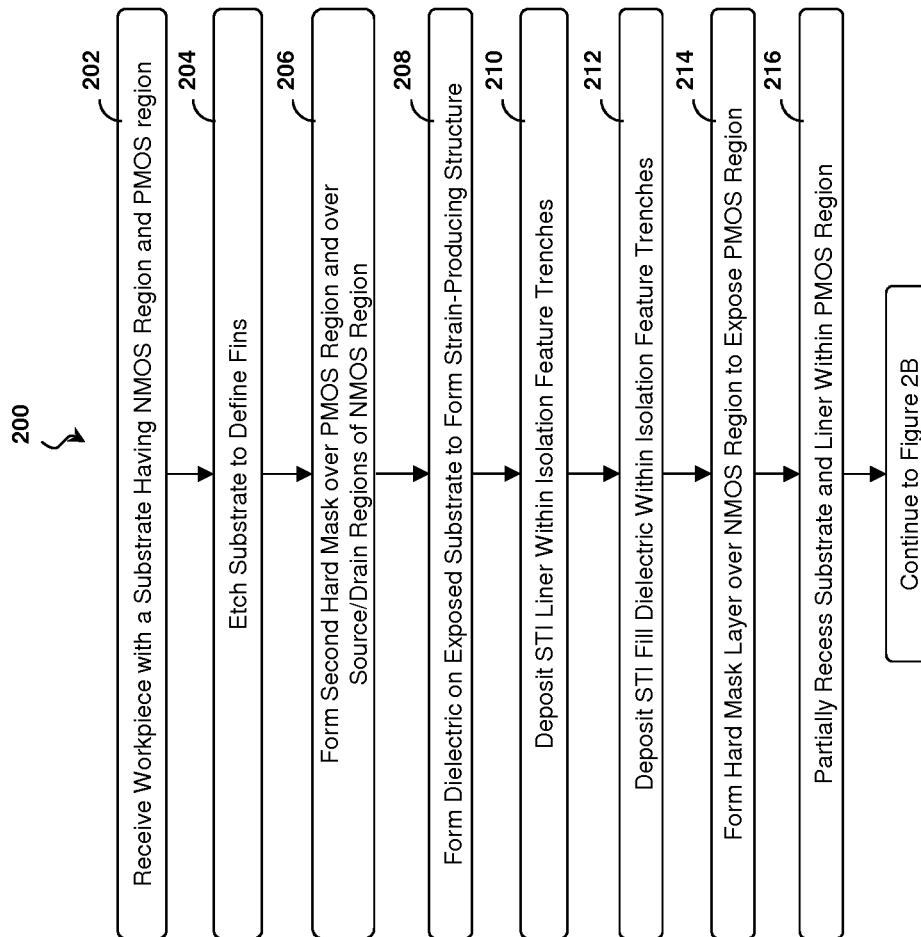 200
202
Receive Workpiece with a Substrate Having NMOS Region and PMOS region
204
Etch Substrate to Define Fins
206
Form Second Hard Mask over PMOS Region and over
Source/Drain Regions of NMOS Region
208
Form Dielectric on Exposed Substrate to Form Strain-Producing Structure
210
Deposit STI Liner Within Isolation Feature Trenches
212
Deposit STI Fill Dielectric Within Isolation Feature Trenches
214
Form Hard Mask Layer over NMOS Region to Expose PMOS Region
216
Partially Recess Substrate and Liner Within PMOS Region
Continue to Figure 2B